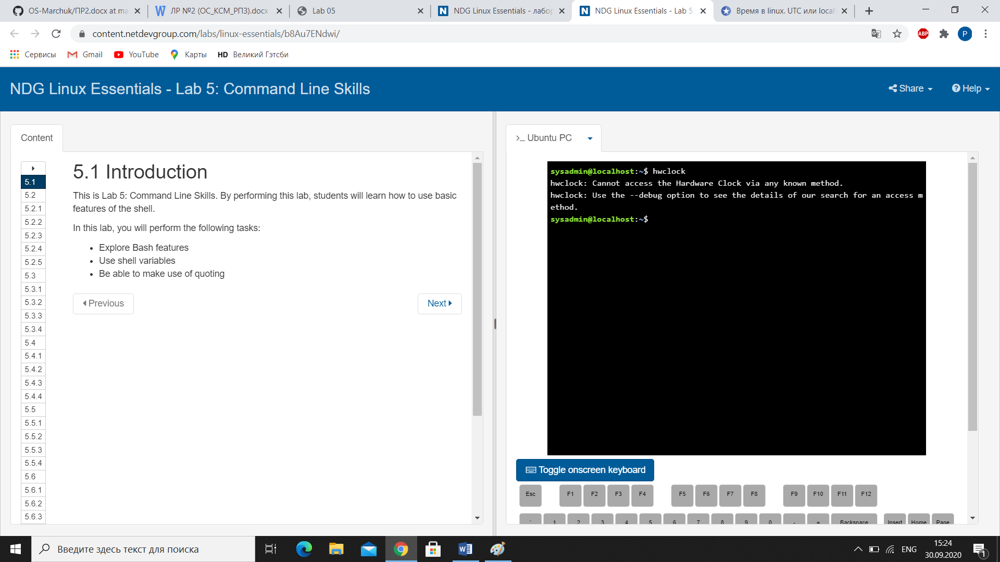 OS-Marchuk/ПР2.docx at ma
ЛР №2 (ОС_КСМ_РПЗ).docx
Lab 05
NDG Linux Essentials - лабор
NDG Linux Essentials - Lab 5:
Время в linux. UTC или local
content.netdevgroup.com/labs/linux-essentials/b8Au7ENdwi/
ABP
P
Сервисы
Gmail
YouTube
Карты
HD Великий Гэтсби
NDG Linux Essentials - Lab 5: Command Line Skills
Share
Help
Content
5.1
5.2
5.2.1
5.2.2
5.2.3
5.2.4
5.2.5
5.3
5.3.1
5.3.2
5.3.3
5.3.4
5.4
5.4.1
5.4.2
5.4.3
5.4.4
5.5
5.5.1
5.5.2
5.5.3
5.5.4
5.6
5.6.1
5.6.2
5.6.3
5.1 Introduction
This is Lab 5: Command Line Skills. By performing this lab, students will learn how to use basic
features of the shell.
In this lab, you will perform the following tasks:
• Explore Bash features
• Use shell variables
• Be able to make use of quoting
Previous
Next
>_ Ubuntu PC
sysadmin@localhost:~$ hwclock
hwclock: Cannot access the Hardware Clock via any known method.
hwclock: Use the --debug option to see the details of our search for an access m
ethod.
sysadmin@localhost:~$
Toggle onscreen keyboard
Esc F1 F2 F3 F4 F5 F6 F7 F8 F9 F10 F11 F12
` 1 2 3 4 5 6 7 8 9 0 - = Backspace Insert Home Page
Введите здесь текст для поиска
ENG
15:24
30.09.2020
1